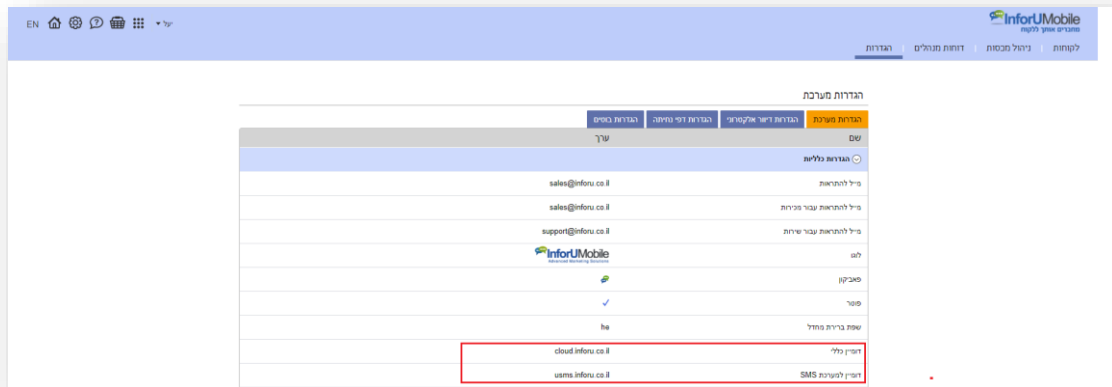 EN
יעל
InforUMobile
מחברים אותך ללקוח
לקוחות | ניהול מכסות | דוחות מנהלים | הגדרות
הגדרות מערכת
הגדרות מערכת הגדרות דיוור אלקטרוני הגדרות דפי נחיתה הגדרות בוטים
שם ערך
הגדרות כלליות
מייל להתראות sales@inforu.co.il
מייל להתראות עבור מכירות sales@inforu.co.il
מייל להתראות עבור שירות support@inforu.co.il
לוגו InforUMobile
Advanced Marketing Solutions
פאביקון
פוטר
שפת ברירת מחדל he
דומיין כללי cloud.inforu.co.il
דומיין למערכת SMS usms.inforu.co.il